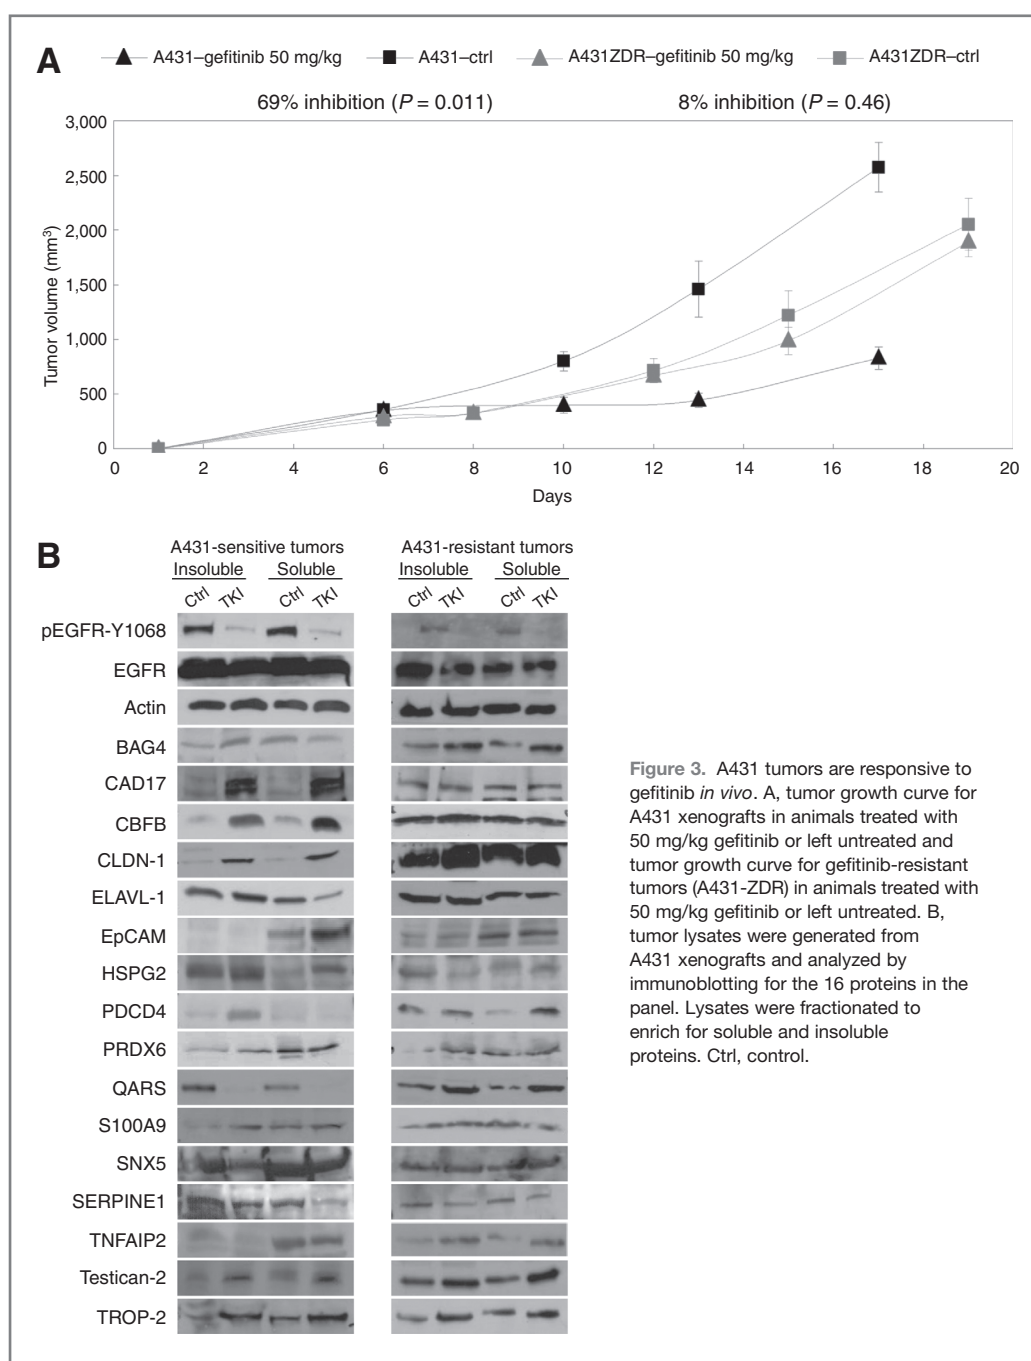 A
A431–gefitinib 50 mg/kg A431–ctrl A431ZDR–gefitinib 50 mg/kg A431ZDR–ctrl
69% inhibition (P = 0.011) 8% inhibition (P = 0.46)
3,000
2,500
2,000
1,500
1,000
500
0
Tumor volume (mm³)
0 2 4 6 8 10 12 14 16 18 20
Days
B
A431-sensitive tumors A431-resistant tumors
Insoluble Soluble Insoluble Soluble
Ctrl TKI Ctrl TKI Ctrl TKI Ctrl TKI
pEGFR-Y1068
EGFR
Actin
BAG4
CAD17
CBFB
CLDN-1
ELAVL-1
EpCAM
HSPG2
PDCD4
PRDX6
QARS
S100A9
SNX5
SERPINE1
TNFAIP2
Testican-2
TROP-2
Figure 3. A431 tumors are responsive to
gefitinib in vivo. A, tumor growth curve for
A431 xenografts in animals treated with
50 mg/kg gefitinib or left untreated and
tumor growth curve for gefitinib-resistant
tumors (A431-ZDR) in animals treated with
50 mg/kg gefitinib or left untreated. B,
tumor lysates were generated from
A431 xenografts and analyzed by
immunoblotting for the 16 proteins in the
panel. Lysates were fractionated to
enrich for soluble and insoluble
proteins. Ctrl, control.